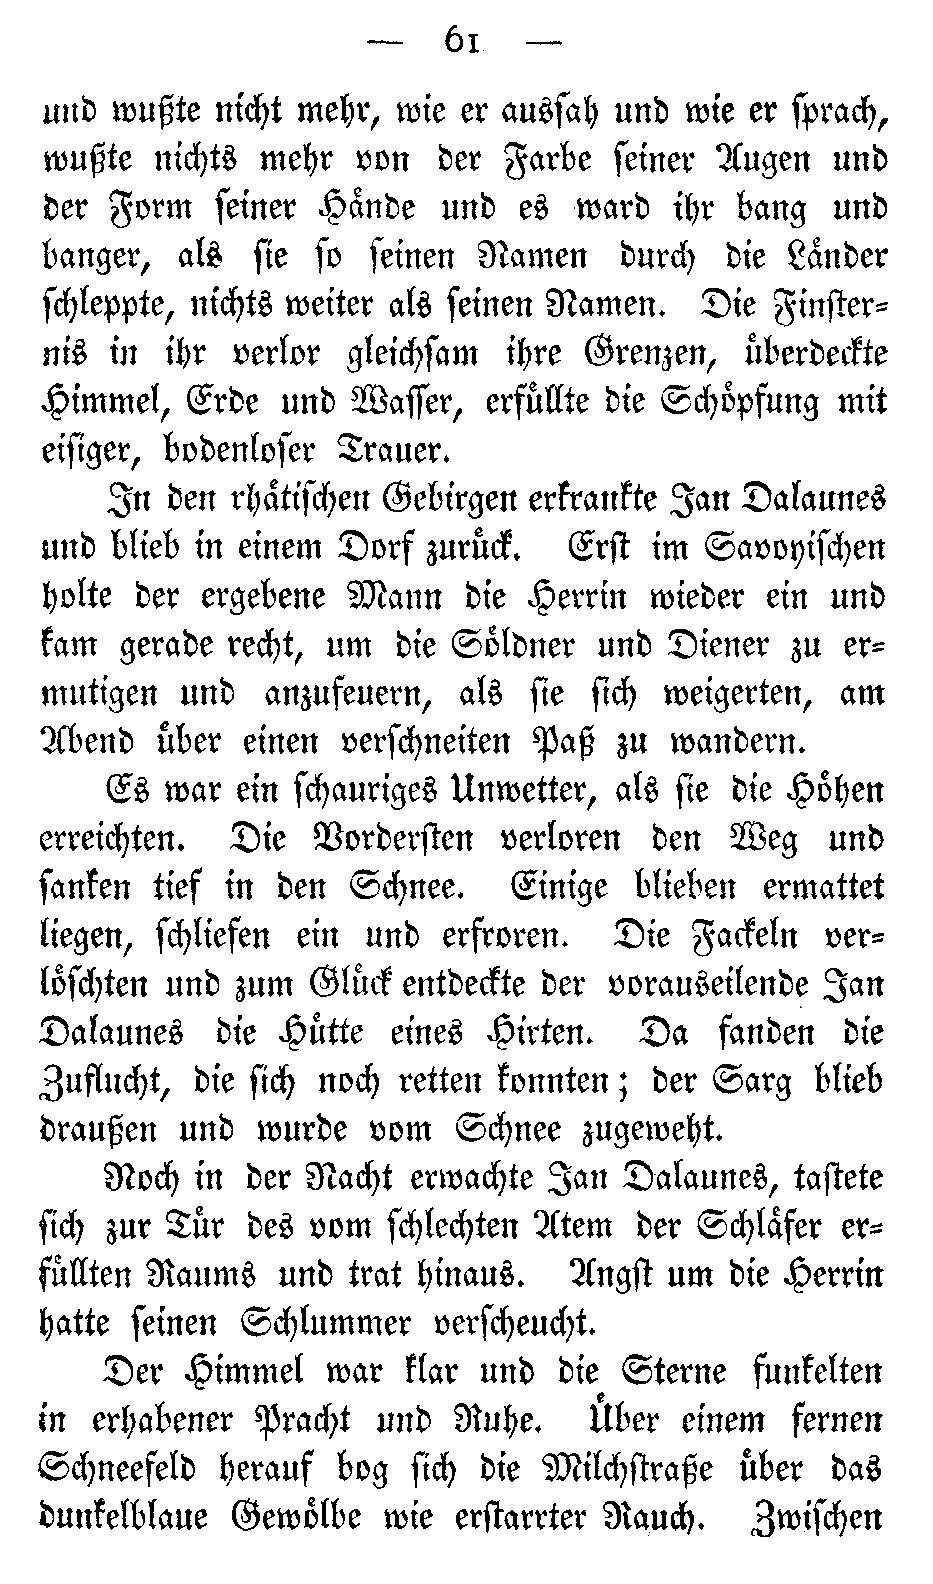 — 61 —
und wußte nicht mehr, wie er aussah und wie er sprach,
wußte nichts mehr von der Farbe seiner Augen und
der Form seiner Hände und es ward ihr bang und
banger, als sie so seinen Namen durch die Länder
schleppte, nichts weiter als seinen Namen. Die Finster-
nis in ihr verlor gleichsam ihre Grenzen, überdeckte
Himmel, Erde und Wasser, erfüllte die Schöpfung mit
eisiger, bodenloser Trauer.
In den rhätischen Gebirgen erkrankte Jan Dalaunes
und blieb in einem Dorf zurück. Erst im Savoyischen
holte der ergebene Mann die Herrin wieder ein und
kam gerade recht, um die Söldner und Diener zu er-
mutigen und anzufeuern, als sie sich weigerten, am
Abend über einen verschneiten Paß zu wandern.
Es war ein schauriges Unwetter, als sie die Höhen
erreichten. Die Vordersten verloren den Weg und
sanken tief in den Schnee. Einige blieben ermattet
liegen, schliefen ein und erfroren. Die Fackeln ver-
löschten und zum Glück entdeckte der vorauseilende Jan
Dalaunes die Hütte eines Hirten. Da fanden die
Zuflucht, die sich noch retten konnten; der Sarg blieb
draußen und wurde vom Schnee zugeweht.
Noch in der Nacht erwachte Jan Dalaunes, tastete
sich zur Tür des vom schlechten Atem der Schläfer er-
füllten Raums und trat hinaus. Angst um die Herrin
hatte seinen Schlummer verscheucht.
Der Himmel war klar und die Sterne funkelten
in erhabener Pracht und Ruhe. Über einem fernen
Schneefeld herauf bog sich die Milchstraße über das
dunkelblaue Gewölbe wie erstarrter Rauch. Zwischen